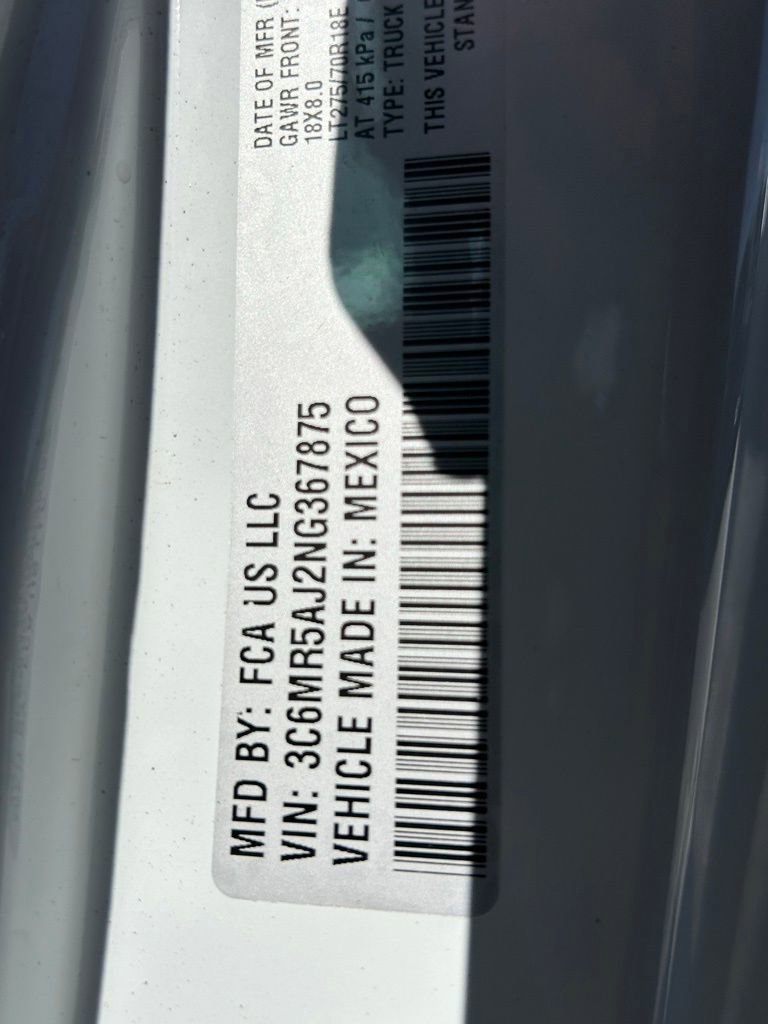 MFD BY: FCA US LLC
VIN: 3C6MR5AJ2NG367875
VEHICLE MADE IN: MEXICO
DATE OF MFR
GAWR FRONT:
18X8.0
LT275/70R18E
AT 415 kPa /
TYPE: TRUCK
THIS VEHICLE
STAN